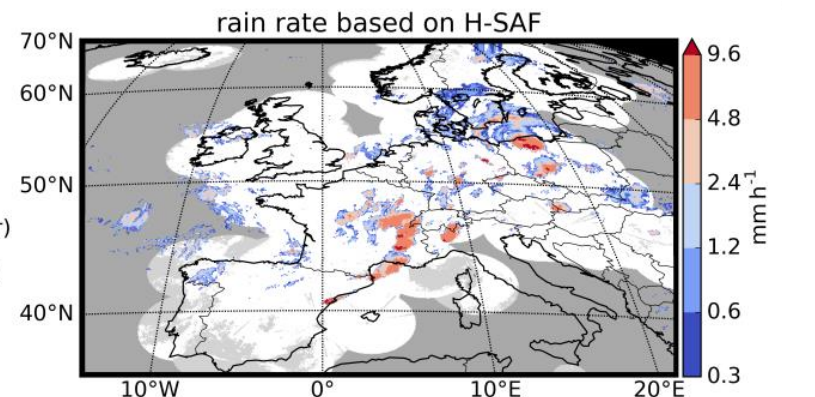 rain rate based on H-SAF
70°N
60°N
50°N
40°N
10°W
0°
10°E
20°E
9.6
4.8
2.4
1.2
0.6
0.3
mm h-1
r)